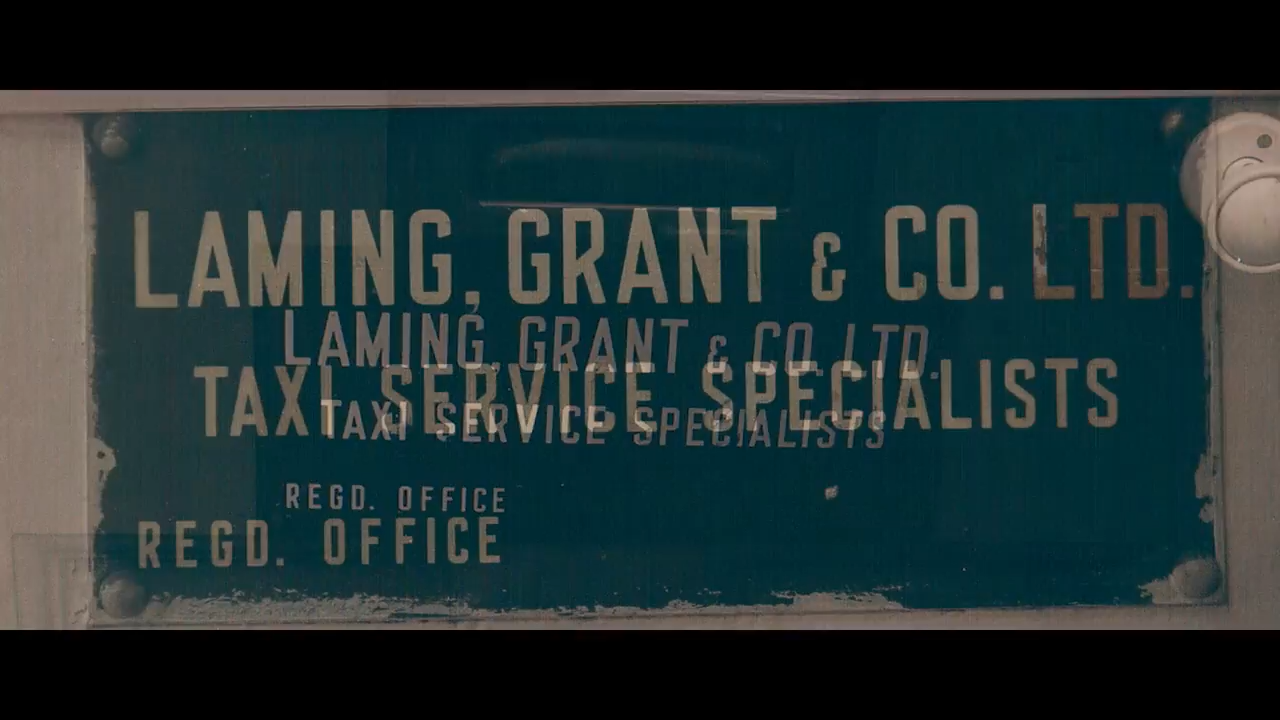 LAMING, GRANT & CO. LTD.
LAMING, GRANT & CO. LTD.
TAXI SERVICE SPECIALISTS
TAXI SERVICE SPECIALISTS
REGD. OFFICE
REGD. OFFICE